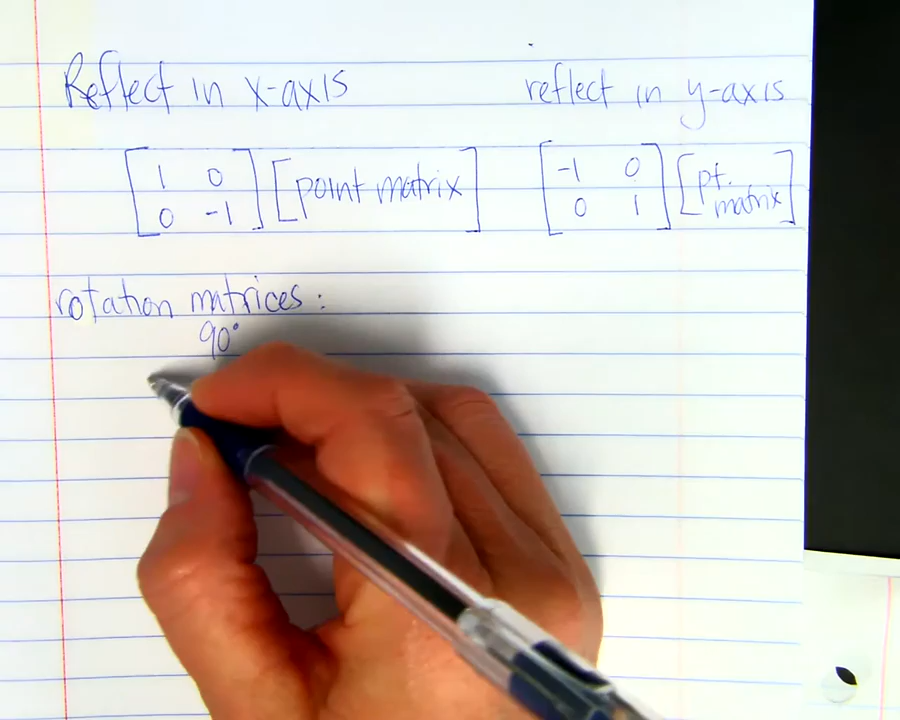 Reflect in x-axis
reflect in y-axis
[1 0
0 -1] [point matrix]
[-1 0
0 1] [pt. matrix]
rotation matrices:
90°